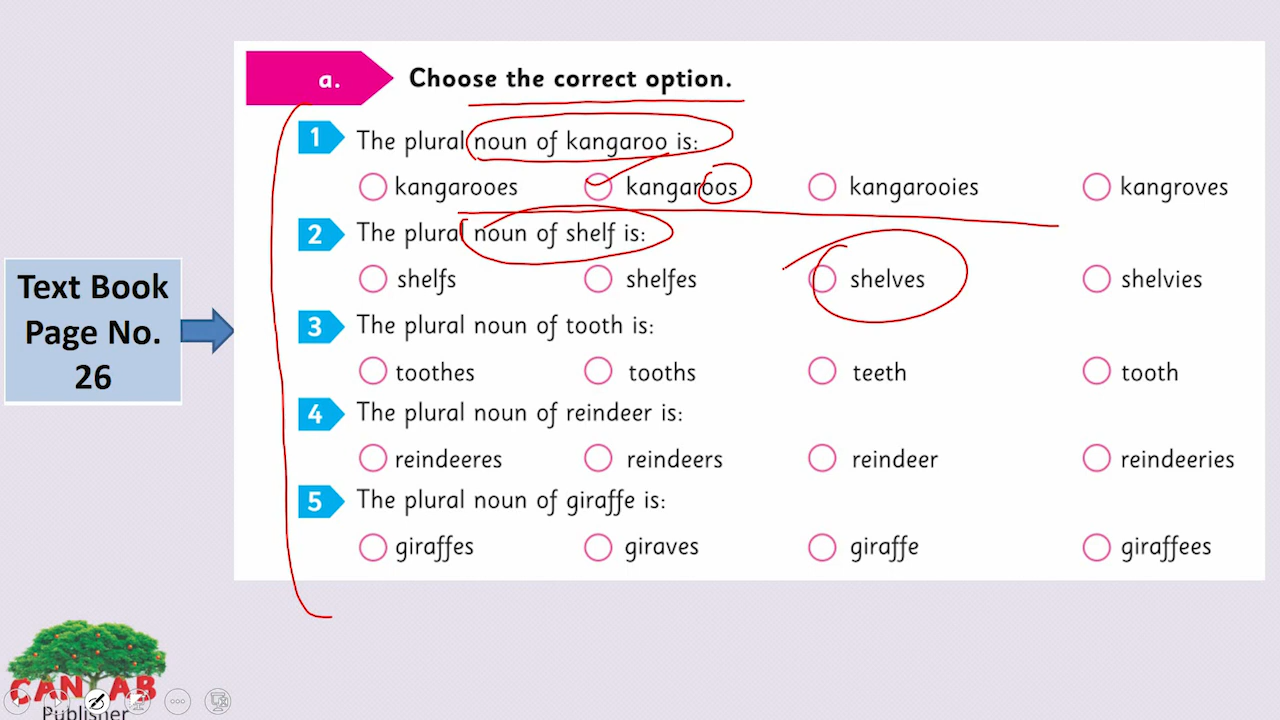 a. Choose the correct option.
1 The plural noun of kangaroo is:
kangarooes kangaroos kangarooies kangroves
2 The plural noun of shelf is:
shelfs shelfes shelves shelvies
3 The plural noun of tooth is:
toothes tooths teeth tooth
4 The plural noun of reindeer is:
reindeeres reindeers reindeer reindeeries
5 The plural noun of giraffe is:
giraffes giraves giraffe giraffees
Text Book
Page No.
26
CANTAB
Publisher